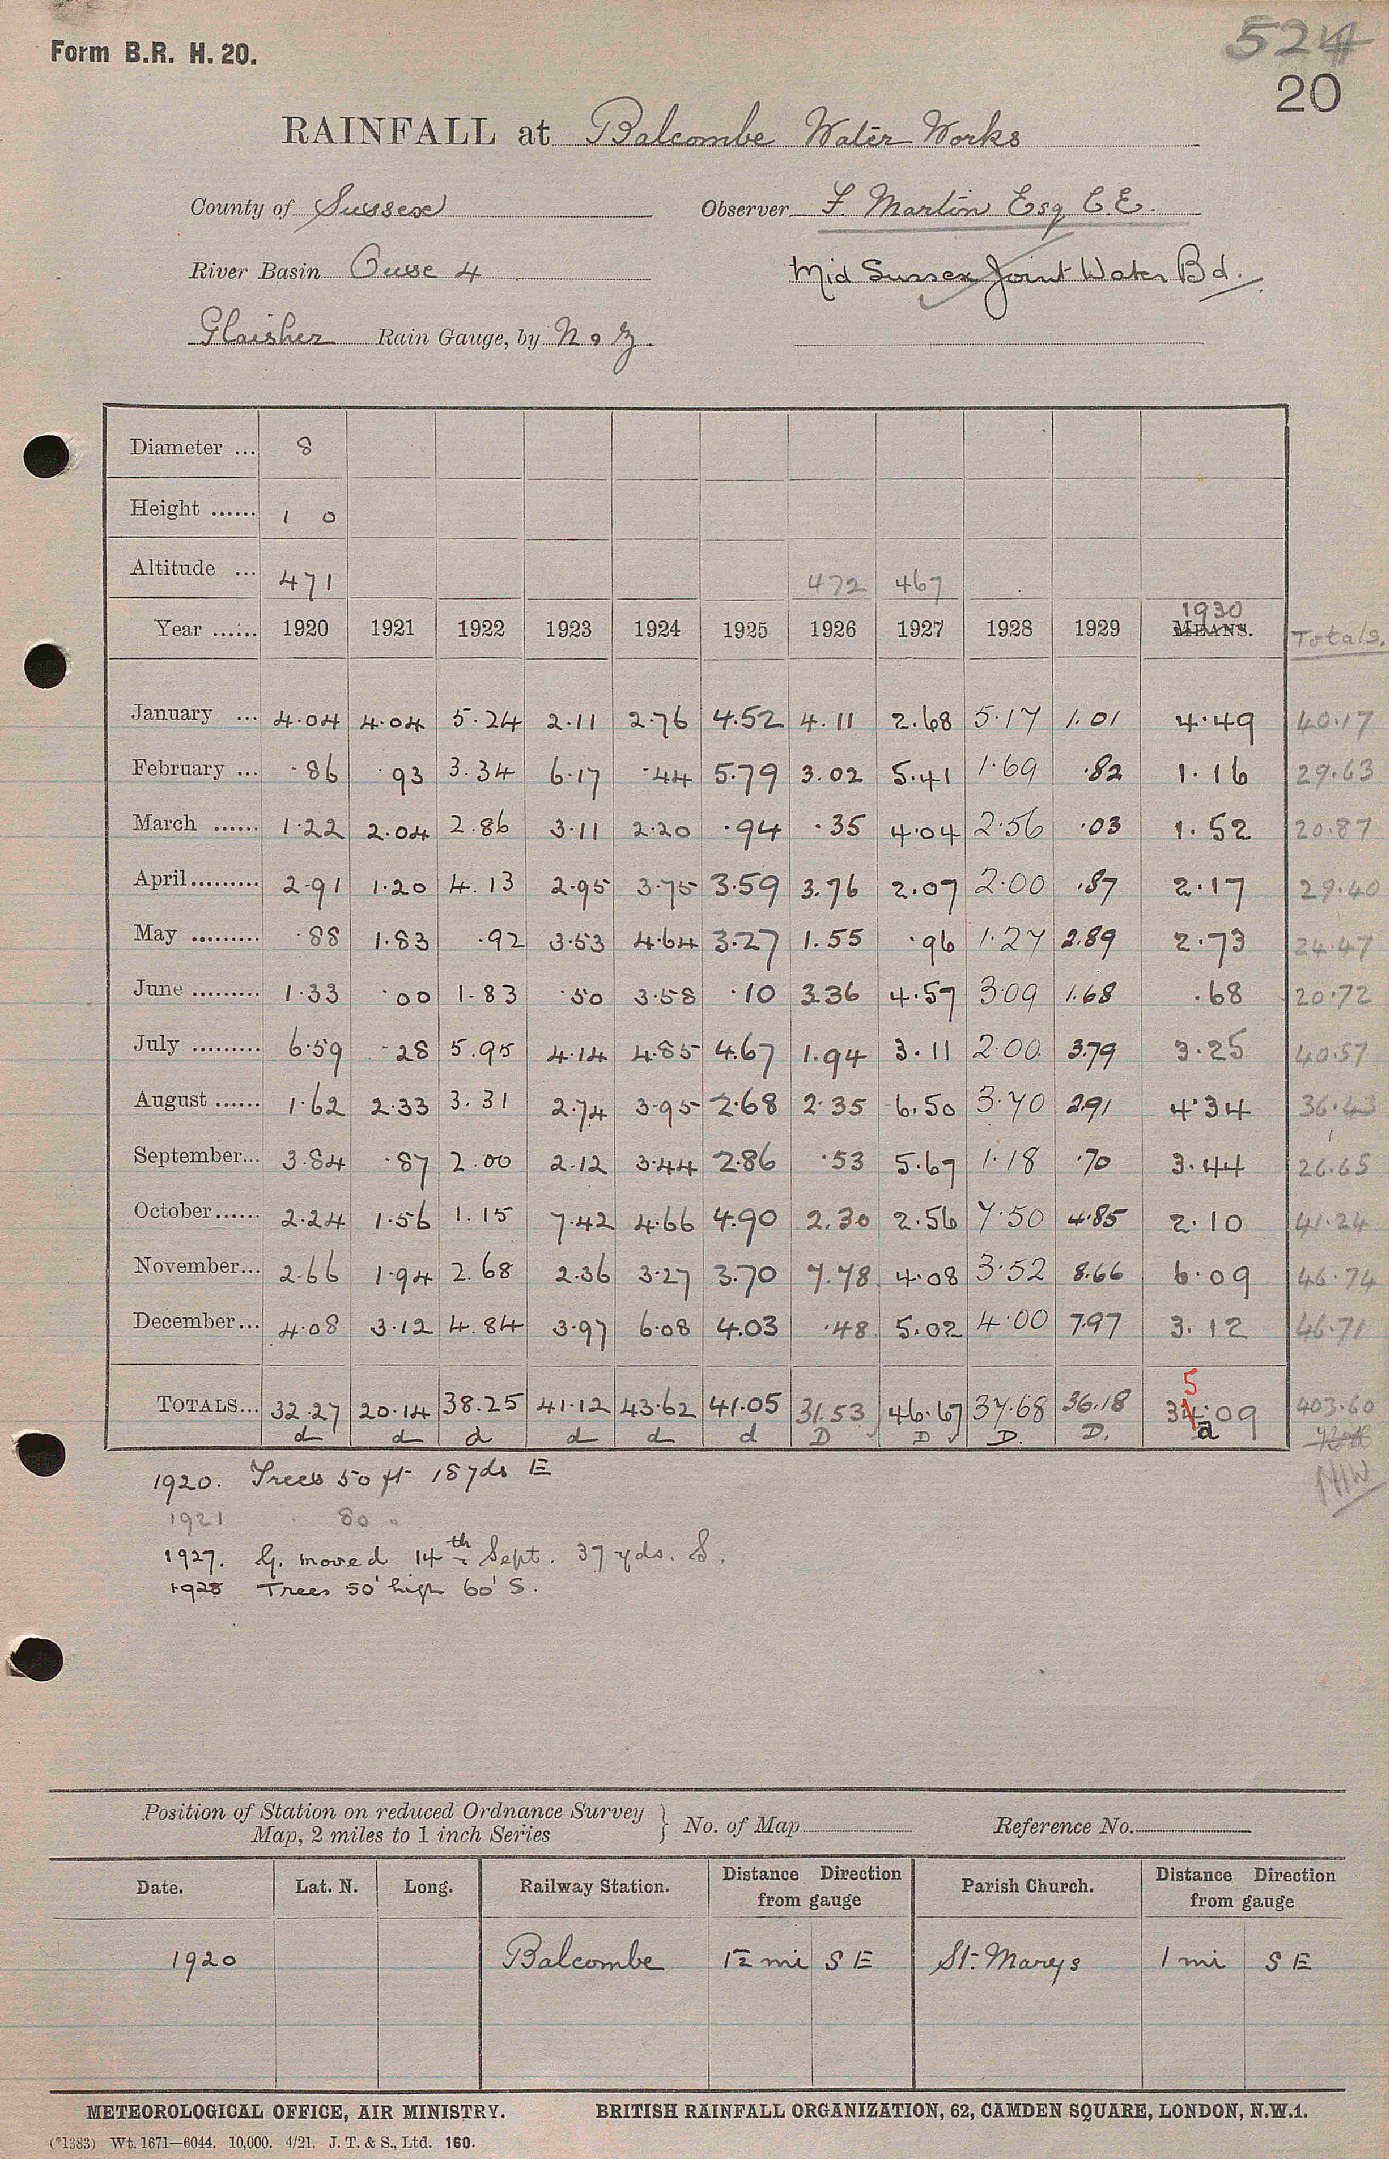 Form B.R. H. 20.
524
20
RAINFALL at Balcombe Water Works
County of Sussex Observer F. Martin Esq C.E.
River Basin Ouse 4 Mid Sussex Joint Water Bd.
Glaisher Rain Gauge, by N & Z.
Diameter ... 8
Height ...... 1 0
Altitude ... 471 472 467
Year ...... 1920 1921 1922 1923 1924 1925 1926 1927 1928 1929 1930 MEANS. Totals.
January ... 4.04 4.04 5.24 2.11 2.76 4.52 4.11 2.68 5.17 1.01 4.49 40.17
February ... .86 .93 3.34 6.17 .44 5.79 3.02 5.41 1.69 .82 1.16 29.63
March ...... 1.22 2.04 2.86 3.11 2.20 .94 .35 4.04 2.56 .03 1.52 20.87
April......... 2.91 1.20 4.13 2.95 3.75 3.59 3.76 2.07 2.00 .87 2.17 29.40
May ......... .88 1.83 .92 3.53 4.64 3.27 1.55 .96 1.27 2.89 2.73 24.47
June ......... 1.33 .00 1.83 .50 3.58 .10 3.36 4.57 3.09 1.68 .68 20.72
July ......... 6.59 .28 5.95 4.14 4.85 4.67 1.94 3.11 2.00 3.79 3.25 40.57
August ...... 1.62 2.33 3.31 2.74 3.95 2.68 2.35 6.50 3.70 2.91 4.34 36.43
September... 3.84 .87 2.00 2.12 3.44 2.86 .53 5.67 1.18 .70 3.44 26.65
October...... 2.24 1.56 1.15 7.42 4.66 4.90 2.30 2.56 7.50 4.85 2.10 41.24
November... 2.66 1.94 2.68 2.36 3.27 3.70 7.78 4.08 3.52 8.66 6.09 46.74
December... 4.08 3.12 4.84 3.97 6.08 4.03 .48 5.02 4.00 7.97 3.12 46.71
5
TOTALS... 32.27 20.14 38.25 41.12 43.62 41.05 31.53 46.67 37.68 36.18 34.09 403.60
d d d d d d D D D. D. a
1920. Trees 50 ft 18 yds E
1921 " 80 "
1927. G. moved 14th Sept. 37 yds. S.
1928 Trees 50' high 60' S.
Position of Station on reduced Ordnance Survey
Map, 2 miles to 1 inch Series } No. of Map Reference No.
Date. Lat. N. Long. Railway Station. Distance Direction from gauge Parish Church. Distance Direction from gauge
1920 Balcombe 1½ mi S E St. Marys 1 mi S E
METEOROLOGICAL OFFICE, AIR MINISTRY. BRITISH RAINFALL ORGANIZATION, 62, CAMDEN SQUARE, LONDON, N.W.1.
(*1383) Wt. 1671—6044. 10,000. 4/21. J. T. & S., Ltd. 160.